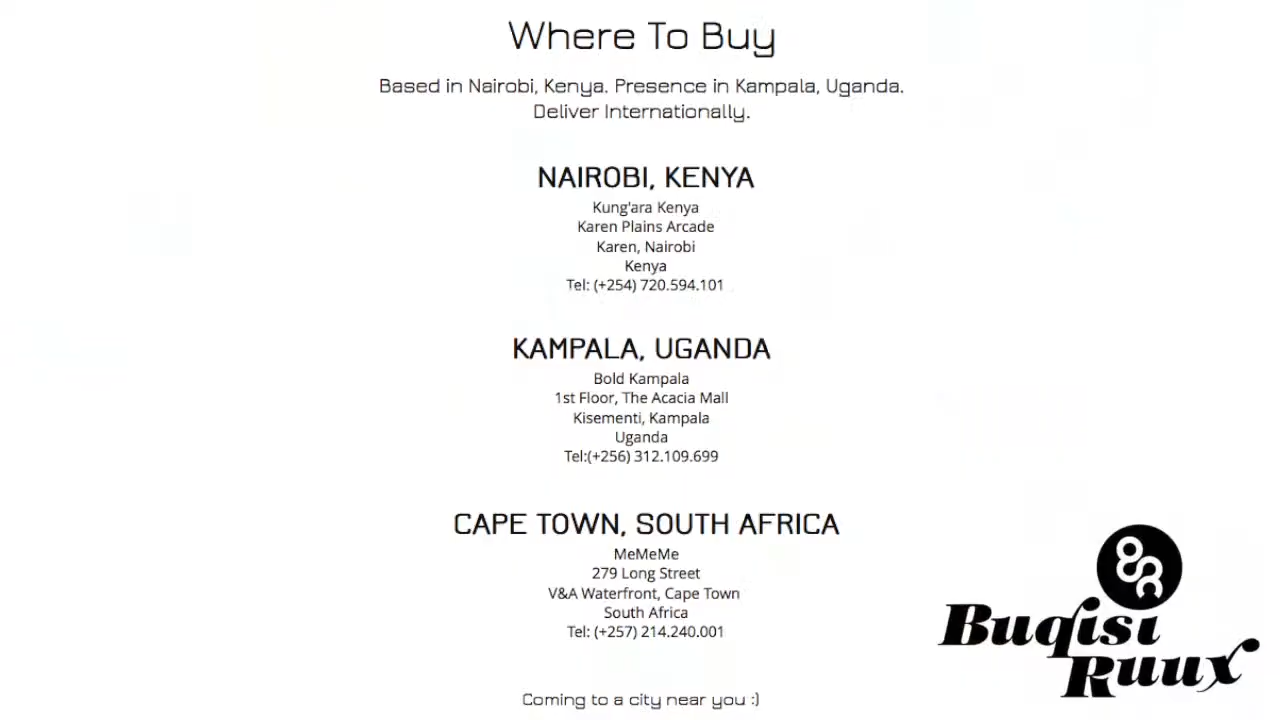 Where To Buy
Based in Nairobi, Kenya. Presence in Kampala, Uganda.
Deliver Internationally.
NAIROBI, KENYA
Kung'ara Kenya
Karen Plains Arcade
Karen, Nairobi
Kenya
Tel: (+254) 720.594.101
KAMPALA, UGANDA
Bold Kampala
1st Floor, The Acacia Mall
Kisementi, Kampala
Uganda
Tel:(+256) 312.109.699
CAPE TOWN, SOUTH AFRICA
MeMeMe
279 Long Street
V&A Waterfront, Cape Town
South Africa
Tel: (+257) 214.240.001
Coming to a city near you :)
Buqisi
Ruux